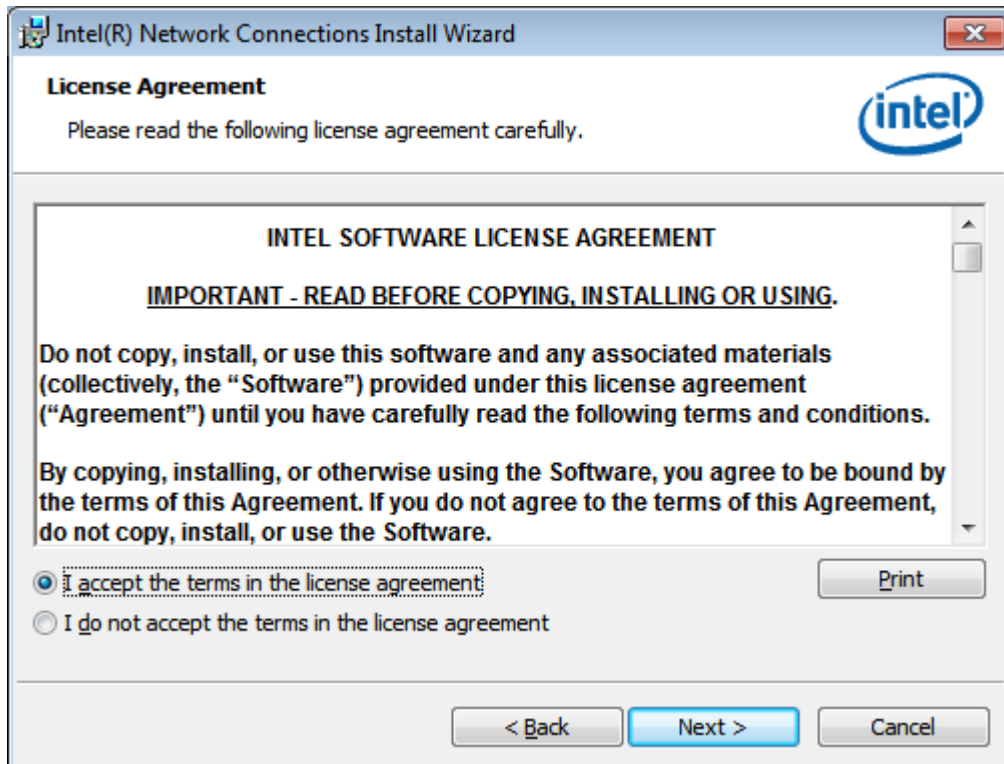 Intel(R) Network Connections Install Wizard
License Agreement
Please read the following license agreement carefully.
intel
INTEL SOFTWARE LICENSE AGREEMENT
IMPORTANT - READ BEFORE COPYING, INSTALLING OR USING.
Do not copy, install, or use this software and any associated materials
(collectively, the “Software”) provided under this license agreement
(“Agreement”) until you have carefully read the following terms and conditions.
By copying, installing, or otherwise using the Software, you agree to be bound by
the terms of this Agreement. If you do not agree to the terms of this Agreement,
do not copy, install, or use the Software.
I accept the terms in the license agreement
Print
I do not accept the terms in the license agreement
< Back
Next >
Cancel